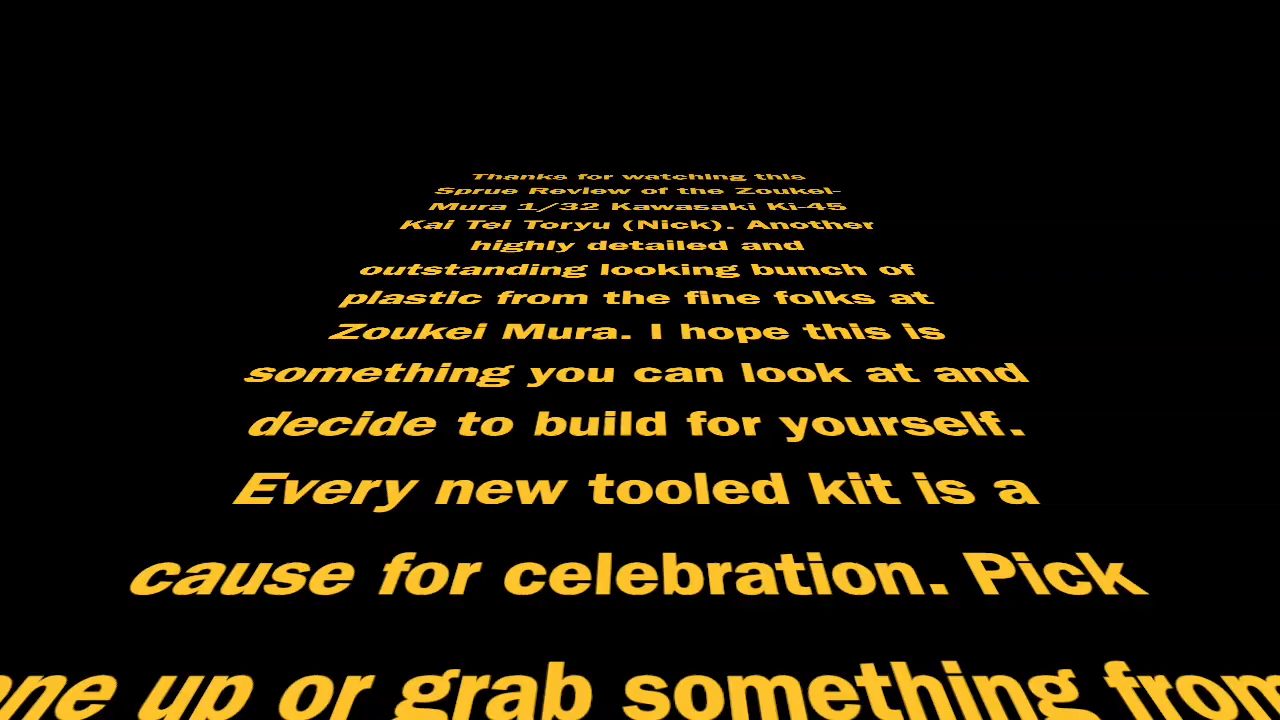 Thanks for watching this
Sprue Review of the Zoukei-
Mura 1/32 Kawasaki Ki-45
Kai Tei Toryu (Nick). Another
highly detailed and
outstanding looking bunch of
plastic from the fine folks at
Zoukei Mura. I hope this is
something you can look at and
decide to build for yourself.
Every new tooled kit is a
cause for celebration. Pick
one up or grab something from